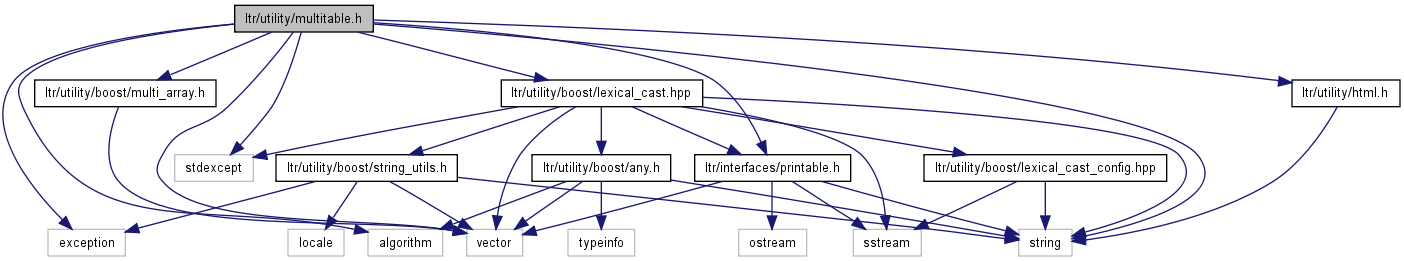 ltr/utility/multitable.h
ltr/utility/boost/multi_array.h
ltr/utility/boost/lexical_cast.hpp
ltr/utility/html.h
stdexcept
ltr/utility/boost/string_utils.h
ltr/utility/boost/any.h
ltr/interfaces/printable.h
ltr/utility/boost/lexical_cast_config.hpp
exception
locale
algorithm
vector
typeinfo
ostream
sstream
string